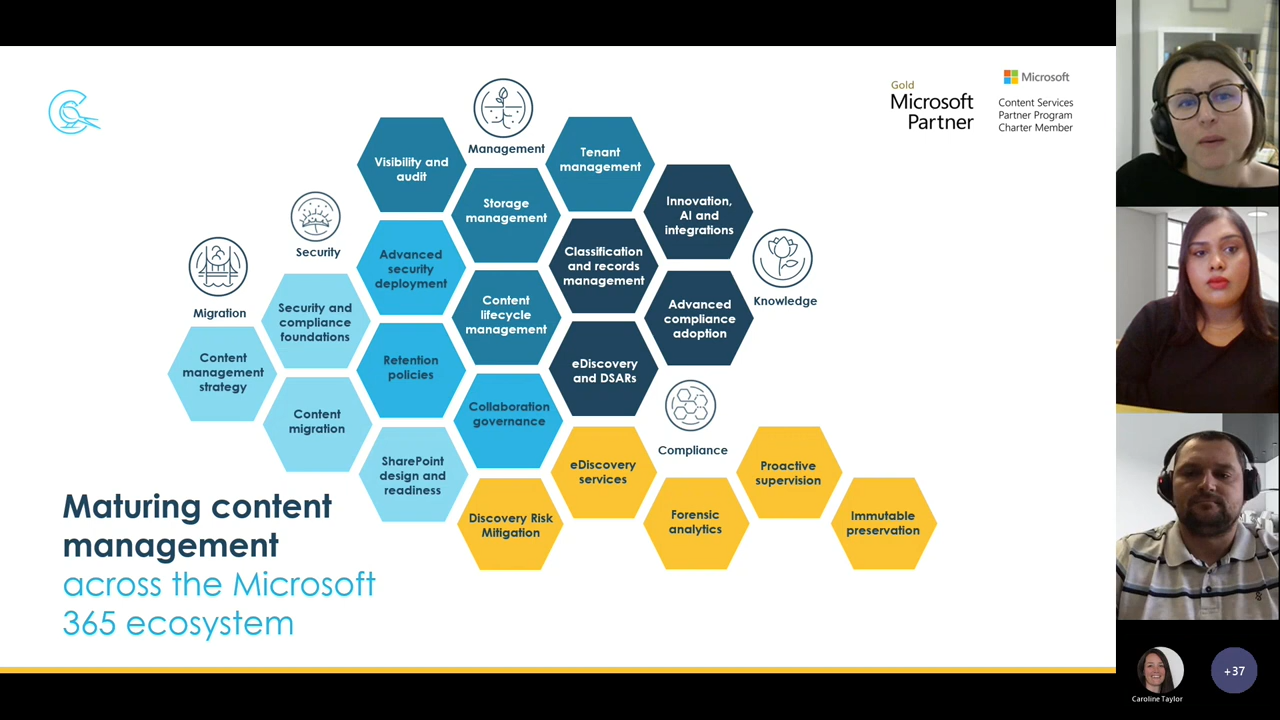 Gold
Microsoft
Partner
Microsoft
Content Services
Partner Program
Charter Member
Management
Visibility and
audit
Tenant
management
Storage
management
Innovation,
AI and
integrations
Security
Advanced
security
deployment
Classification
and records
management
Migration
Knowledge
Security and
compliance
foundations
Content
lifecycle
management
Advanced
compliance
adoption
Content
management
strategy
Retention
policies
eDiscovery
and DSARs
Content
migration
Collaboration
governance
Compliance
SharePoint
design and
readiness
eDiscovery
services
Proactive
supervision
Discovery Risk
Mitigation
Forensic
analytics
Immutable
preservation
Maturing content
management
across the Microsoft
365 ecosystem
Caroline Taylor
+37